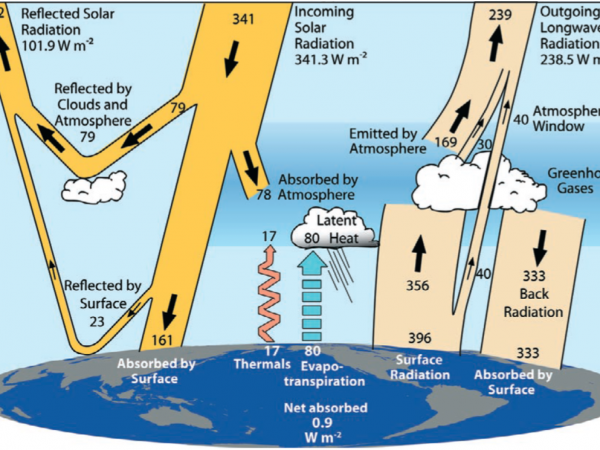 2
Reflected Solar
Radiation
101.9 W m-2
341
Incoming
Solar
Radiation
341.3 W m-2
239
Outgoing
Radiation
238.5 W
Reflected by
Clouds and
Atmosphere
79
79
Emitted by
Atmosphere
169
30
40
Window
78
Absorbed by
Atmosphere
Gases
17
Latent
80 Heat
Reflected by
Surface
23
356
40
333
Back
Radiation
161
396
333
Absorbed by
Surface
17
Thermals
80
Evapo-
transpiration
Surface
Radiation
Absorbed by
Surface
Net absorbed
0.9
W m-2